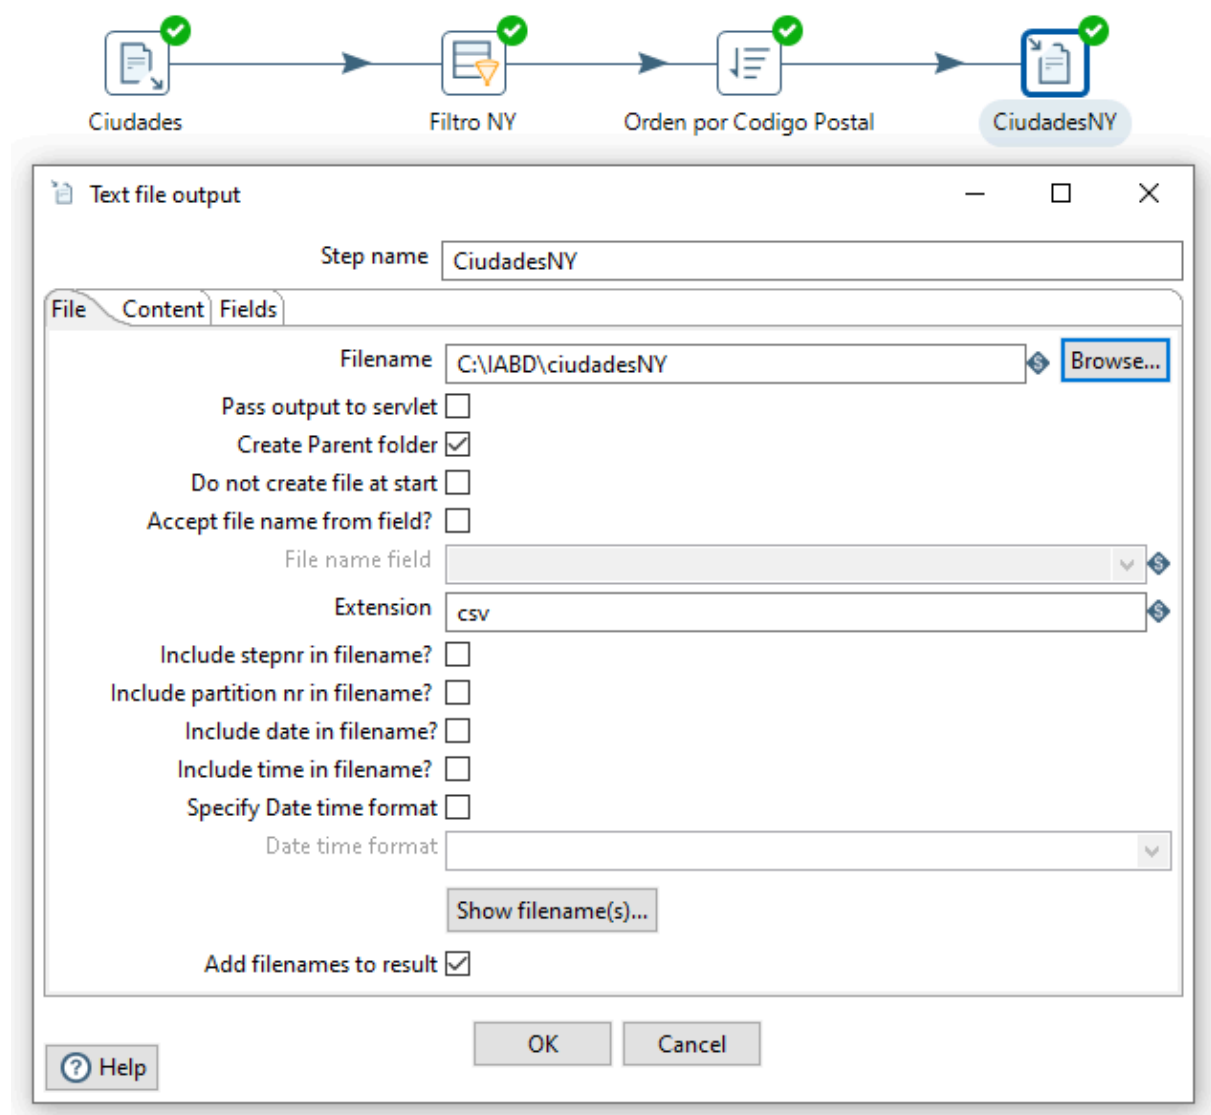 Ciudades
Filtro NY
Orden por Codigo Postal
CiudadesNY
Text file output
Step name CiudadesNY
File Content Fields
Filename C:\IABD\ciudadesNY Browse...
Pass output to servlet
Create Parent folder
Do not create file at start
Accept file name from field?
File name field
Extension csv
Include stepnr in filename?
Include partition nr in filename?
Include date in filename?
Include time in filename?
Specify Date time format
Date time format
Show filename(s)...
Add filenames to result
OK Cancel
Help